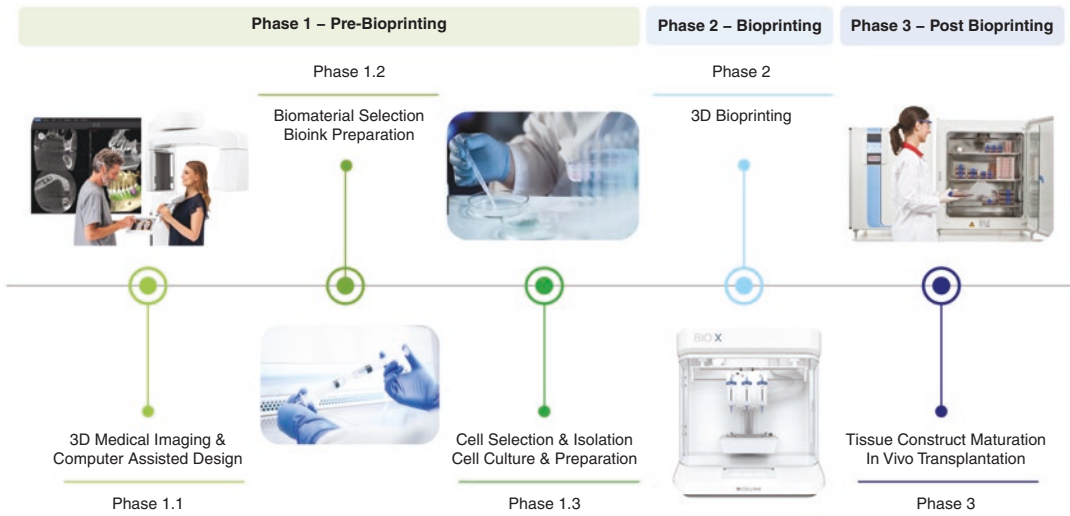 Phase 1 – Pre-Bioprinting
Phase 2 – Bioprinting
Phase 3 – Post Bioprinting
Phase 1.2
Biomaterial Selection
Bioink Preparation
Phase 2
3D Bioprinting
BIO X
3D Medical Imaging &
Computer Assisted Design
Phase 1.1
Cell Selection & Isolation
Cell Culture & Preparation
Phase 1.3
CELLINK
Tissue Construct Maturation
In Vivo Transplantation
Phase 3